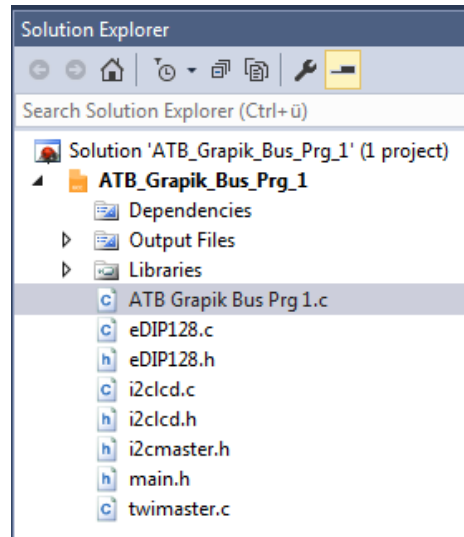 Solution Explorer
Search Solution Explorer (Ctrl+ü)
Solution 'ATB_Grapik_Bus_Prg_1' (1 project)
ATB_Grapik_Bus_Prg_1
Dependencies
Output Files
Libraries
c ATB Grapik Bus Prg 1.c
c eDIP128.c
h eDIP128.h
c i2clcd.c
h i2clcd.h
h i2cmaster.h
h main.h
c twimaster.c